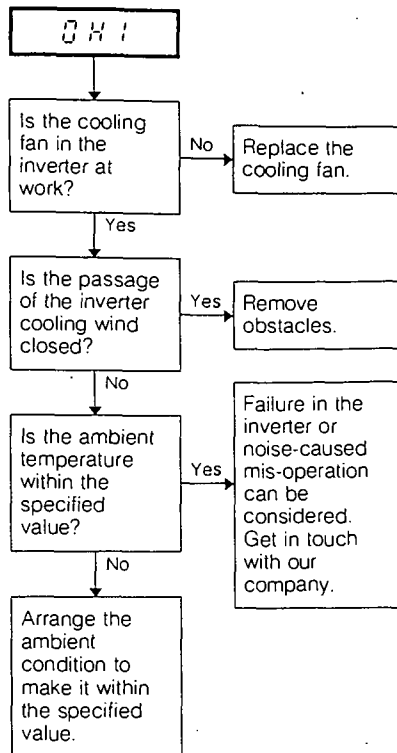 OH1
Is the cooling
fan in the
inverter at
work?
No
Replace the
cooling fan.
Yes
Is the passage
of the inverter
cooling wind
closed?
Yes
Remove
obstacles.
No
Is the ambient
temperature
within the
specified
value?
Yes
Failure in the
inverter or
noise-caused
mis-operation
can be
considered.
Get in touch
with our
company.
No
Arrange the
ambient
condition to
make it within
the specified
value.